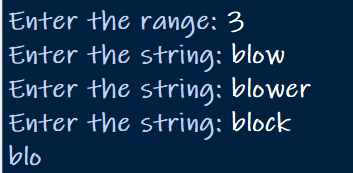 Enter the range: 3
Enter the string: blow
Enter the string: blower
Enter the string: block
blo